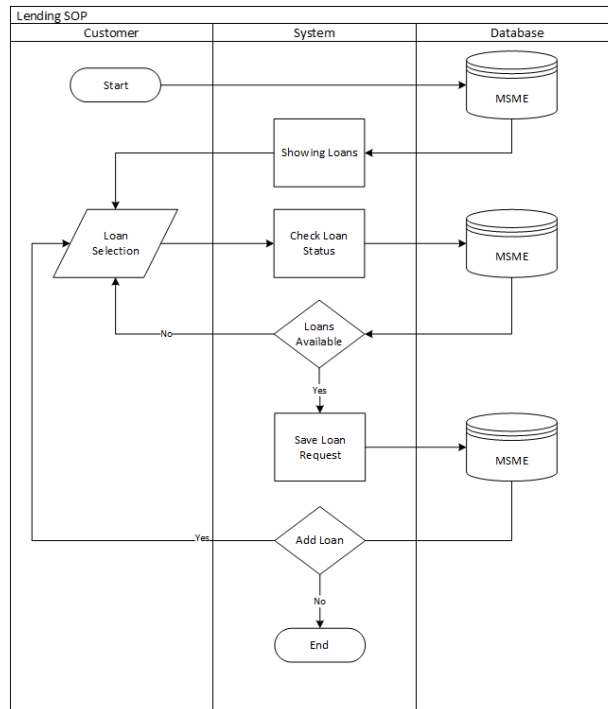 Lending SOP
Customer
System
Database
Start
MSME
Showing Loans
Loan
Selection
Check Loan
Status
MSME
Loans
Available
No
Yes
Save Loan
Request
MSME
Add Loan
Yes
No
End